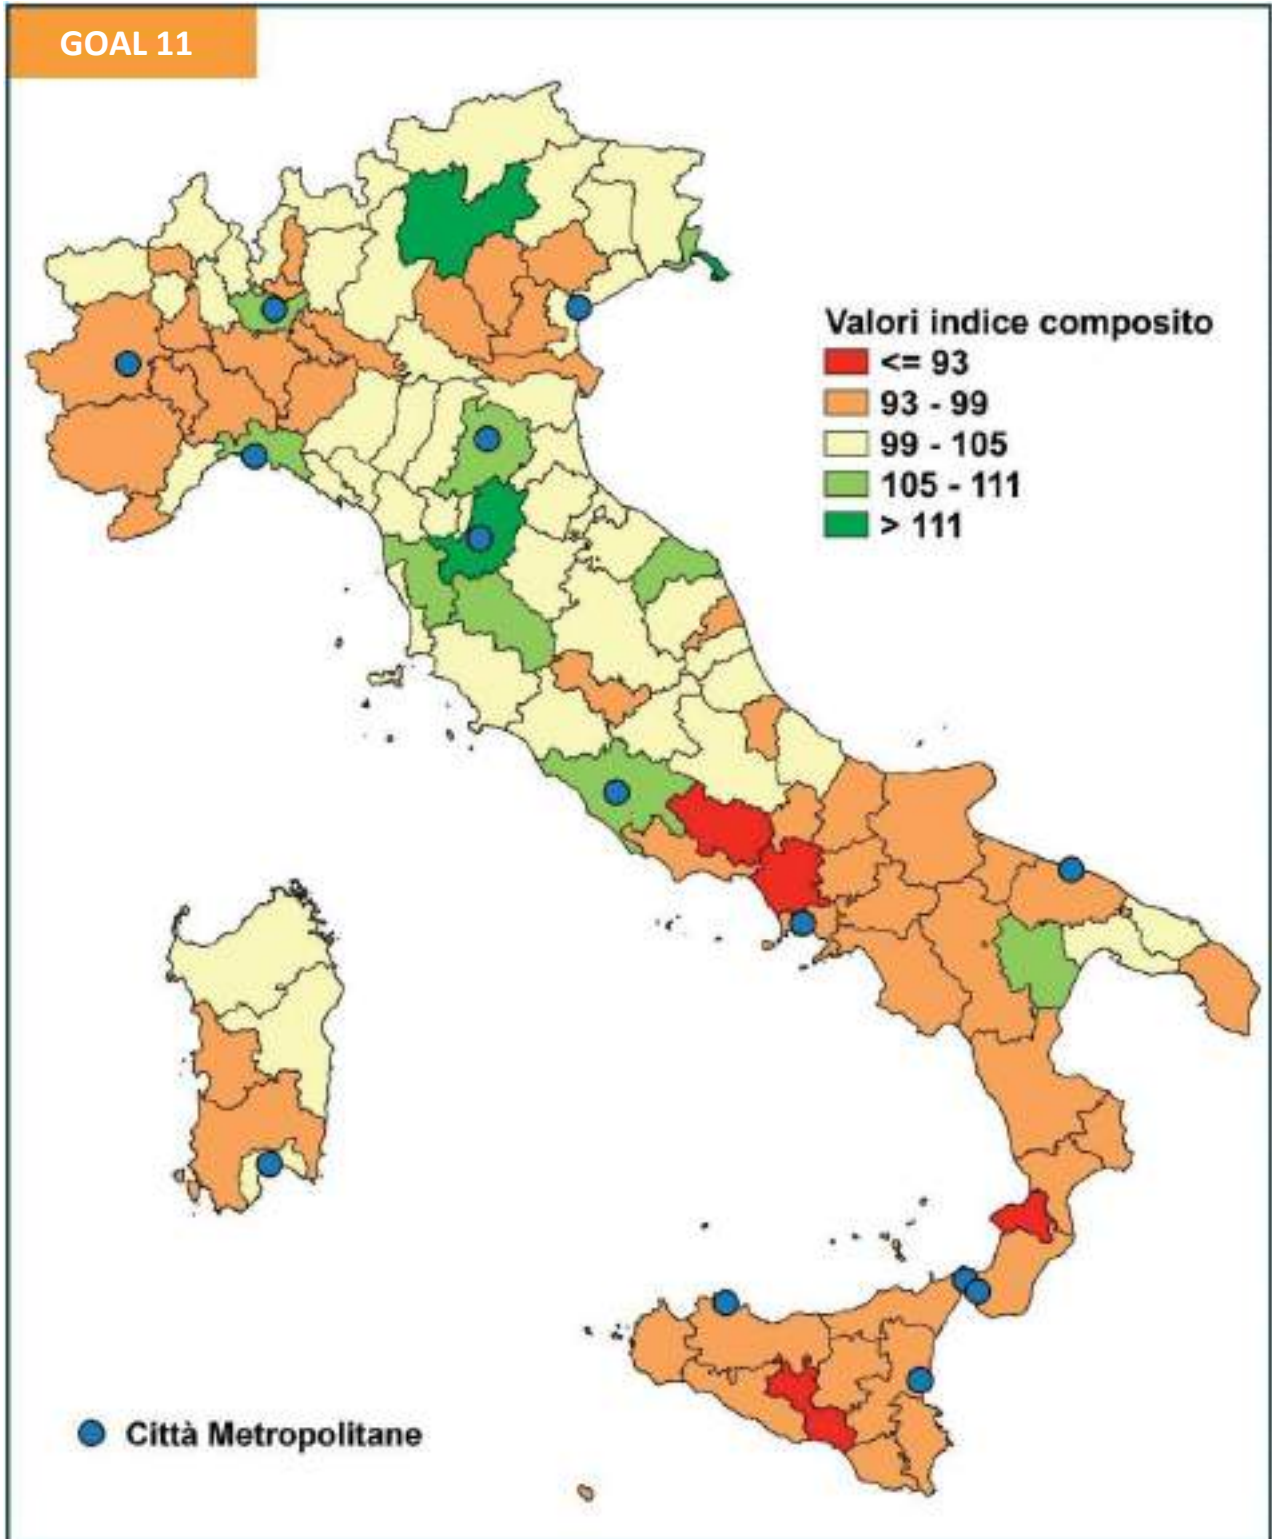 GOAL 11
Valori indice composito
<= 93
93 - 99
99 - 105
105 - 111
> 111
Città Metropolitane